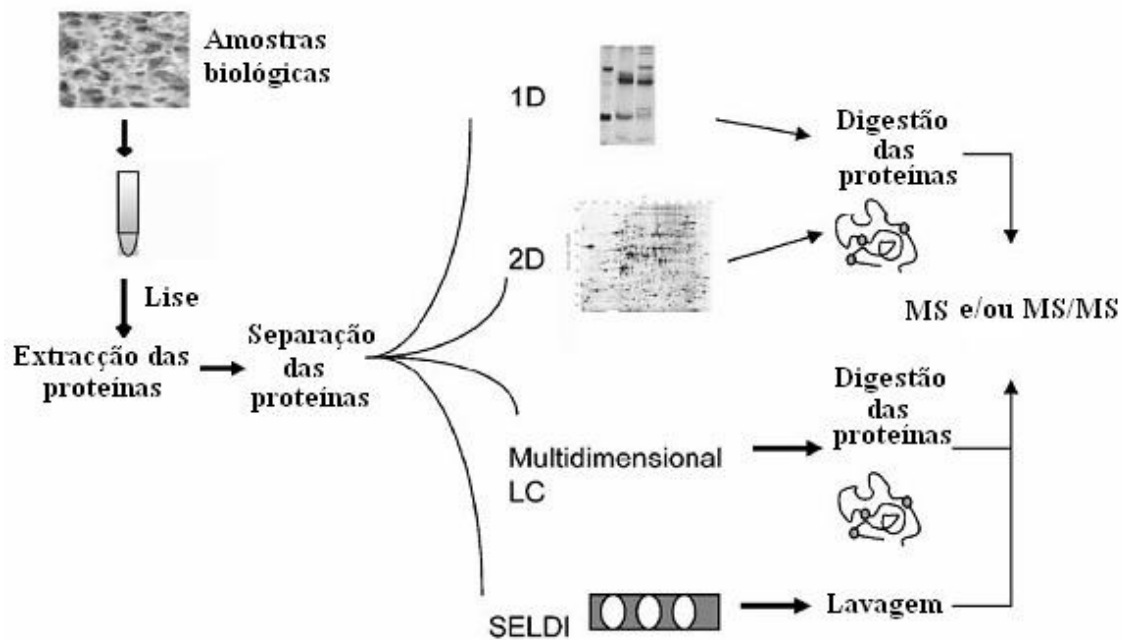 Amostras
biológicas
Lise
Extracção das
proteínas
Separação
das
proteínas
1D
2D
Multidimensional
LC
SELDI
Digestão
das
proteínas
MS e/ou MS/MS
Digestão
das
proteínas
Lavagem